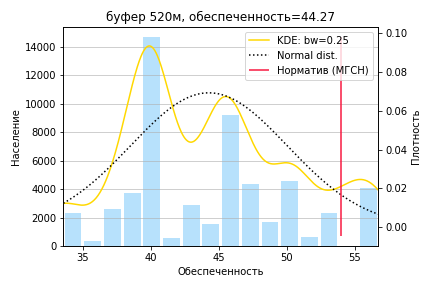 буфер 520м, обеспеченность=44.27
KDE: bw=0.25
Normal dist.
Норматив (МГСН)
Население
14000
12000
10000
8000
6000
4000
2000
0
0.10
0.08
0.06
0.04
0.02
0.00
Плотность
35 40 45 50 55
Обеспеченность